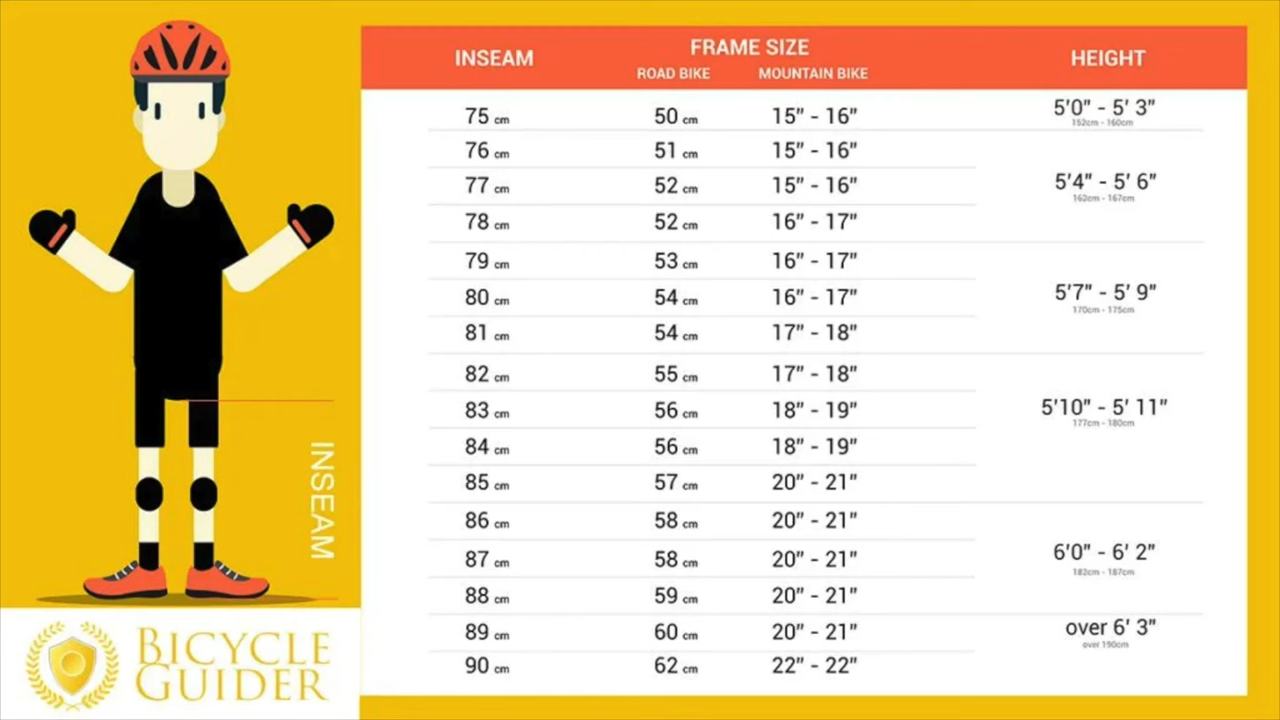 INSEAM
FRAME SIZE
ROAD BIKE MOUNTAIN BIKE
HEIGHT
75 cm 50 cm 15" - 16" 5'0" - 5' 3"
152cm - 160cm
76 cm 51 cm 15" - 16"
77 cm 52 cm 15" - 16" 5'4" - 5' 6"
162cm - 167cm
78 cm 52 cm 16" - 17"
79 cm 53 cm 16" - 17"
80 cm 54 cm 16" - 17" 5'7" - 5' 9"
170cm - 175cm
81 cm 54 cm 17" - 18"
82 cm 55 cm 17" - 18"
83 cm 56 cm 18" - 19" 5'10" - 5' 11"
177cm - 180cm
84 cm 56 cm 18" - 19"
85 cm 57 cm 20" - 21"
86 cm 58 cm 20" - 21"
87 cm 58 cm 20" - 21" 6'0" - 6' 2"
182cm - 187cm
88 cm 59 cm 20" - 21"
89 cm 60 cm 20" - 21" over 6' 3"
over 190cm
90 cm 62 cm 22" - 22"
INSEAM
BICYCLE
GUIDER